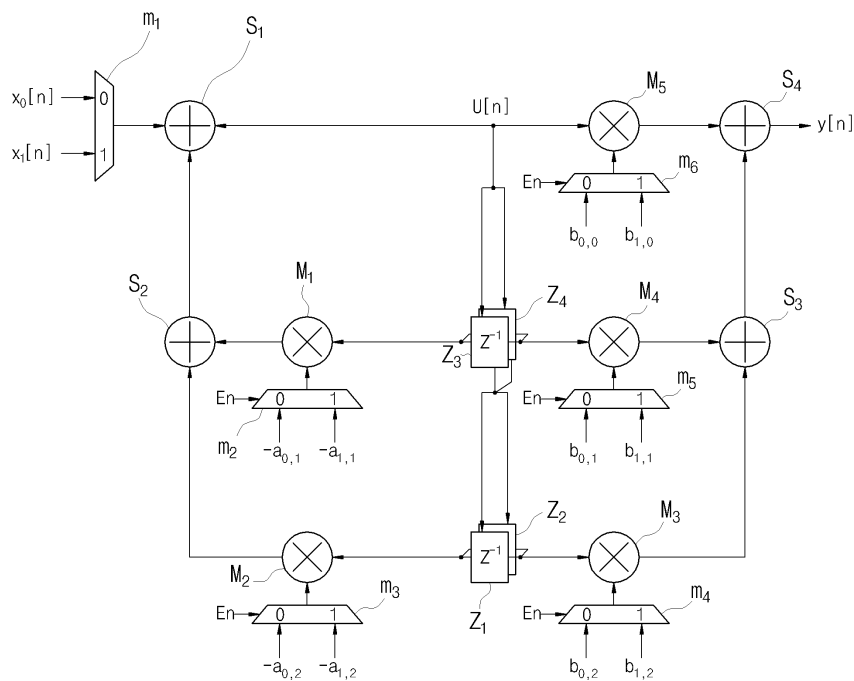 m₁
S₁
x₀[n]
0
x₁[n]
1
U[n]
M₅
S₄
y[n]
En
0
1
m₆
b₀,₀
b₁,₀
S₂
M₁
Z⁻¹
Z₄
Z₃
M₄
S₃
En
0
1
m₂
-a₀,₁
-a₁,₁
En
0
1
m₅
b₀,₁
b₁,₁
M₂
Z⁻¹
Z₂
Z₁
M₃
En
0
1
m₃
-a₀,₂
-a₁,₂
En
0
1
m₄
b₀,₂
b₁,₂